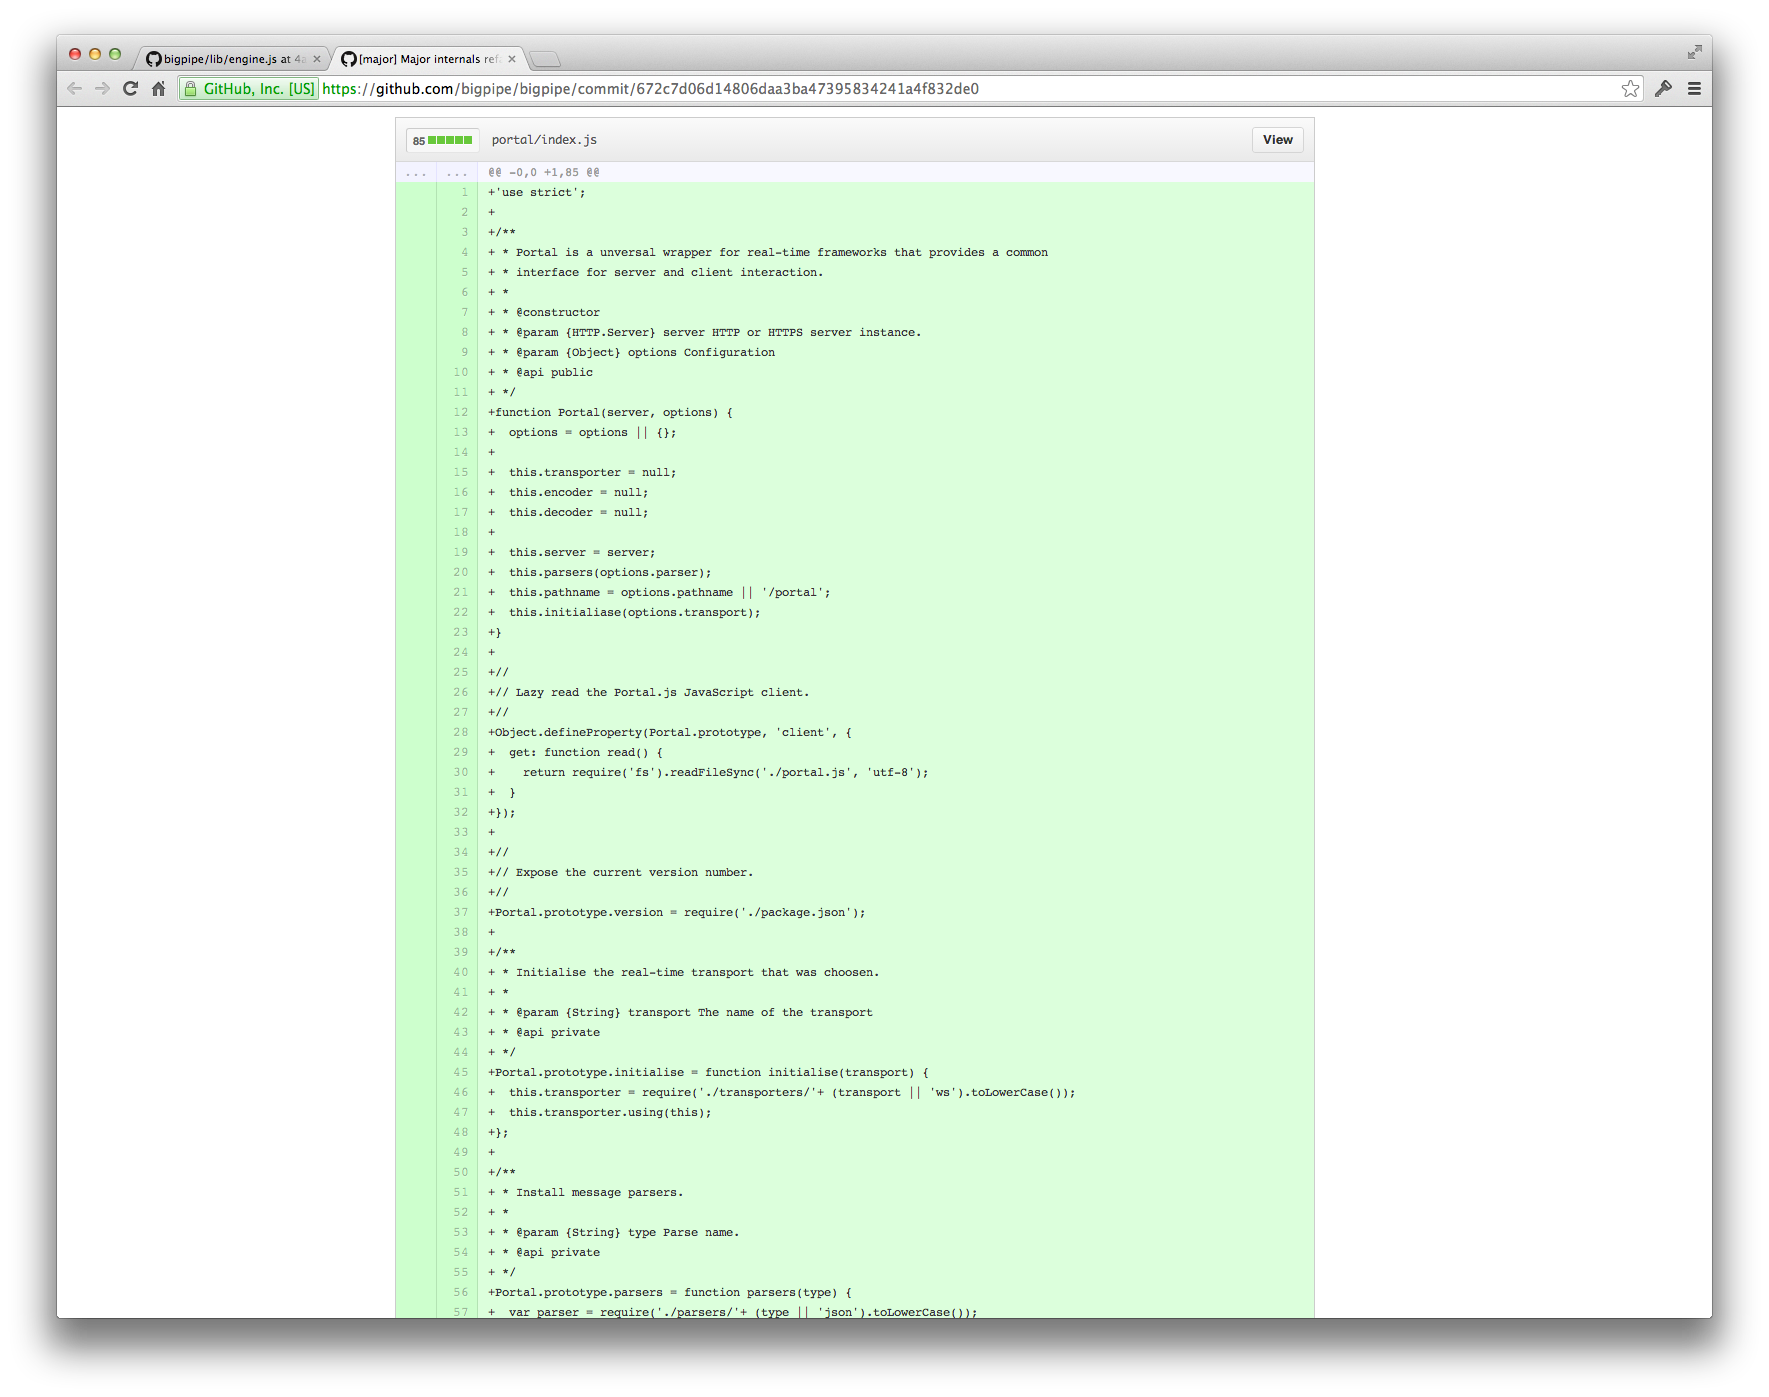 bigpipe/lib/engine.js at 4
[major] Major internals ref
GitHub, Inc. [US] https://github.com/bigpipe/bigpipe/commit/672c7d06d14806daa3ba47395834241a4f832de0
85 portal/index.js View
... ... @@ -0,0 +1,85 @@
1 +'use strict';
2 +
3 +/**
4 + * Portal is a unversal wrapper for real-time frameworks that provides a common
5 + * interface for server and client interaction.
6 + *
7 + * @constructor
8 + * @param {HTTP.Server} server HTTP or HTTPS server instance.
9 + * @param {Object} options Configuration
10 + * @api public
11 + */
12 +function Portal(server, options) {
13 +  options = options || {};
14 +
15 +  this.transporter = null;
16 +  this.encoder = null;
17 +  this.decoder = null;
18 +
19 +  this.server = server;
20 +  this.parsers(options.parser);
21 +  this.pathname = options.pathname || '/portal';
22 +  this.initialiase(options.transport);
23 +}
24 +
25 +//
26 +// Lazy read the Portal.js JavaScript client.
27 +//
28 +Object.defineProperty(Portal.prototype, 'client', {
29 +  get: function read() {
30 +    return require('fs').readFileSync('./portal.js', 'utf-8');
31 +  }
32 +});
33 +
34 +//
35 +// Expose the current version number.
36 +//
37 +Portal.prototype.version = require('./package.json');
38 +
39 +/**
40 + * Initialise the real-time transport that was choosen.
41 + *
42 + * @param {String} transport The name of the transport
43 + * @api private
44 + */
45 +Portal.prototype.initialise = function initialise(transport) {
46 +  this.transporter = require('./transporters/'+ (transport || 'ws').toLowerCase());
47 +  this.transporter.using(this);
48 +};
49 +
50 +/**
51 + * Install message parsers.
52 + *
53 + * @param {String} type Parse name.
54 + * @api private
55 + */
56 +Portal.prototype.parsers = function parsers(type) {
57 +  var parser = require('./parsers/'+ (type || 'json').toLowerCase());